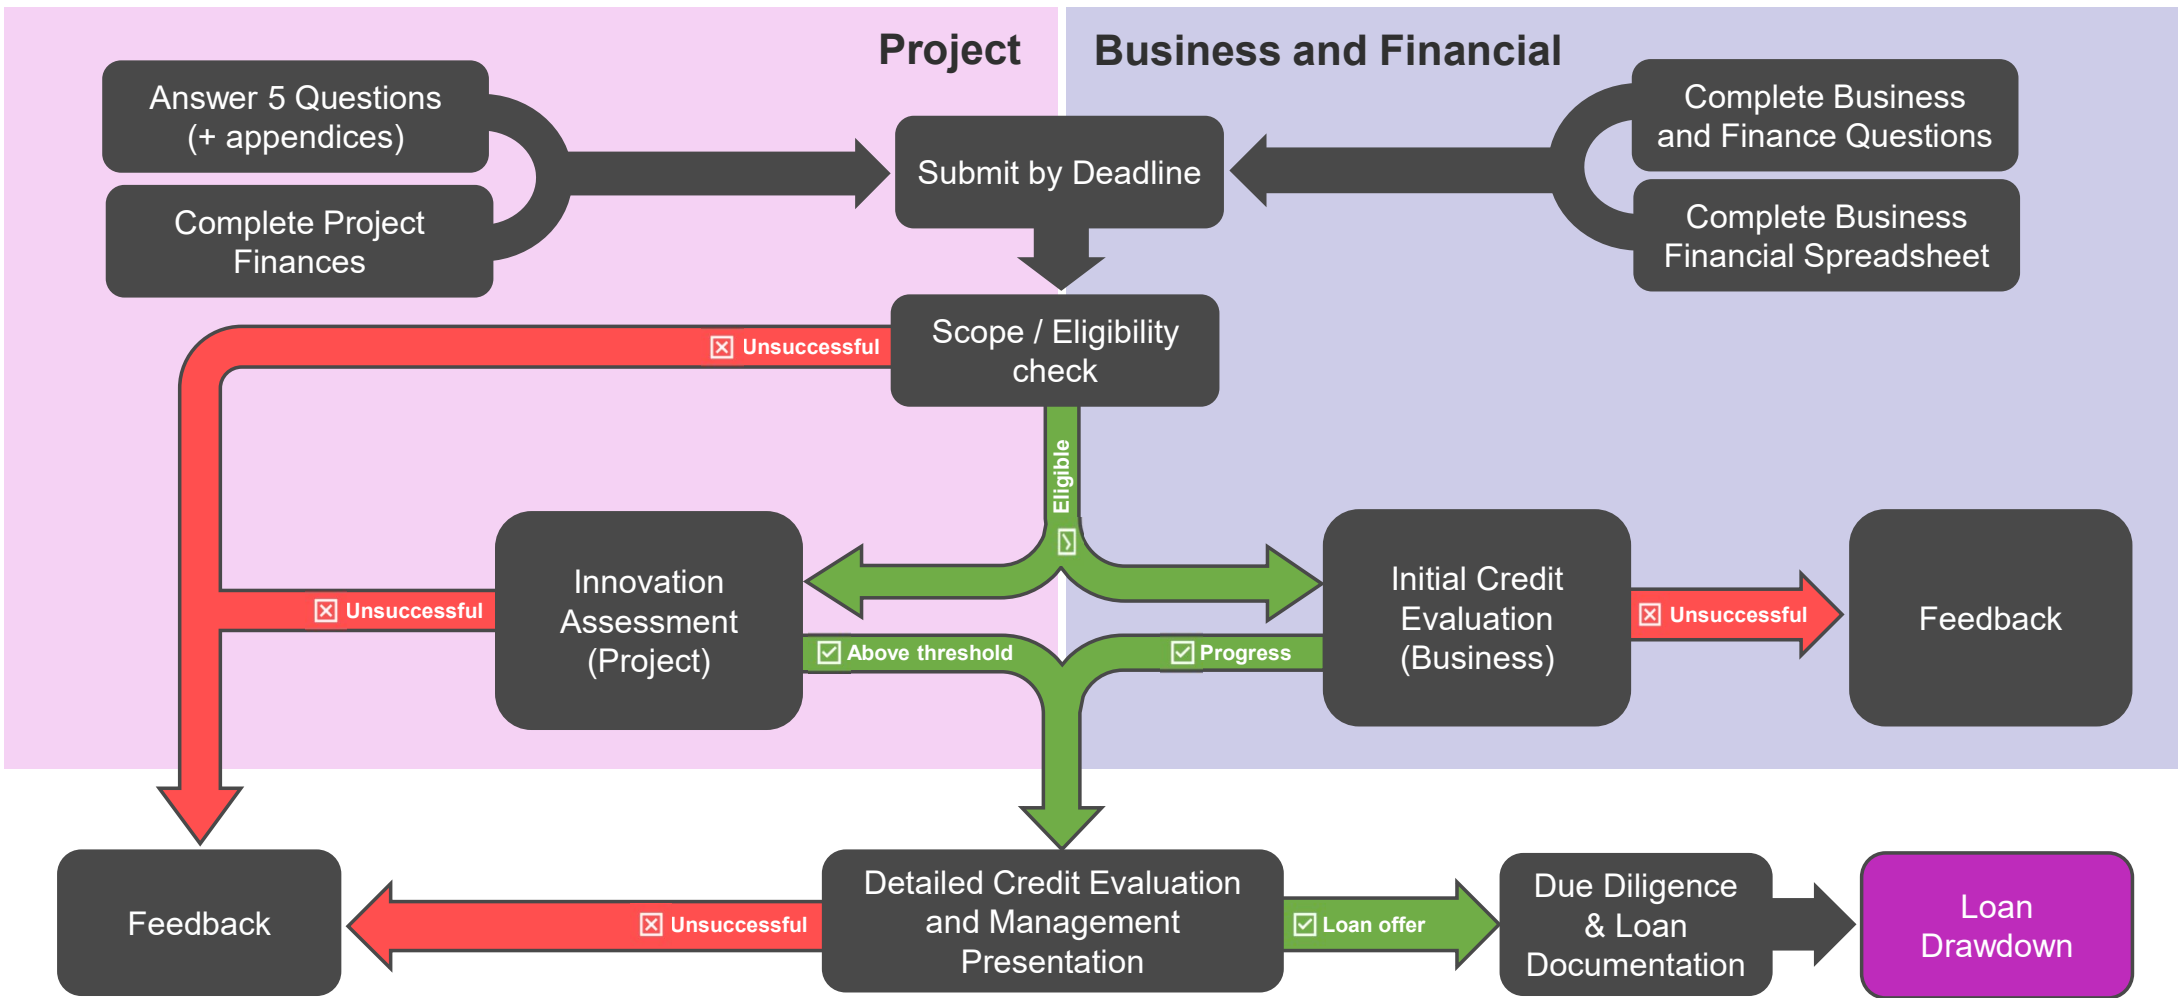 Project
Business and Financial
Answer 5 Questions
(+ appendices)
Complete Project
Finances
Submit by Deadline
Complete Business
and Finance Questions
Complete Business
Financial Spreadsheet
Scope / Eligibility
check
Unsuccessful
Eligible
Innovation
Assessment
(Project)
Unsuccessful
Above threshold
Progress
Initial Credit
Evaluation
(Business)
Unsuccessful
Feedback
Feedback
Unsuccessful
Detailed Credit Evaluation
and Management
Presentation
Loan offer
Due Diligence
& Loan
Documentation
Loan
Drawdown